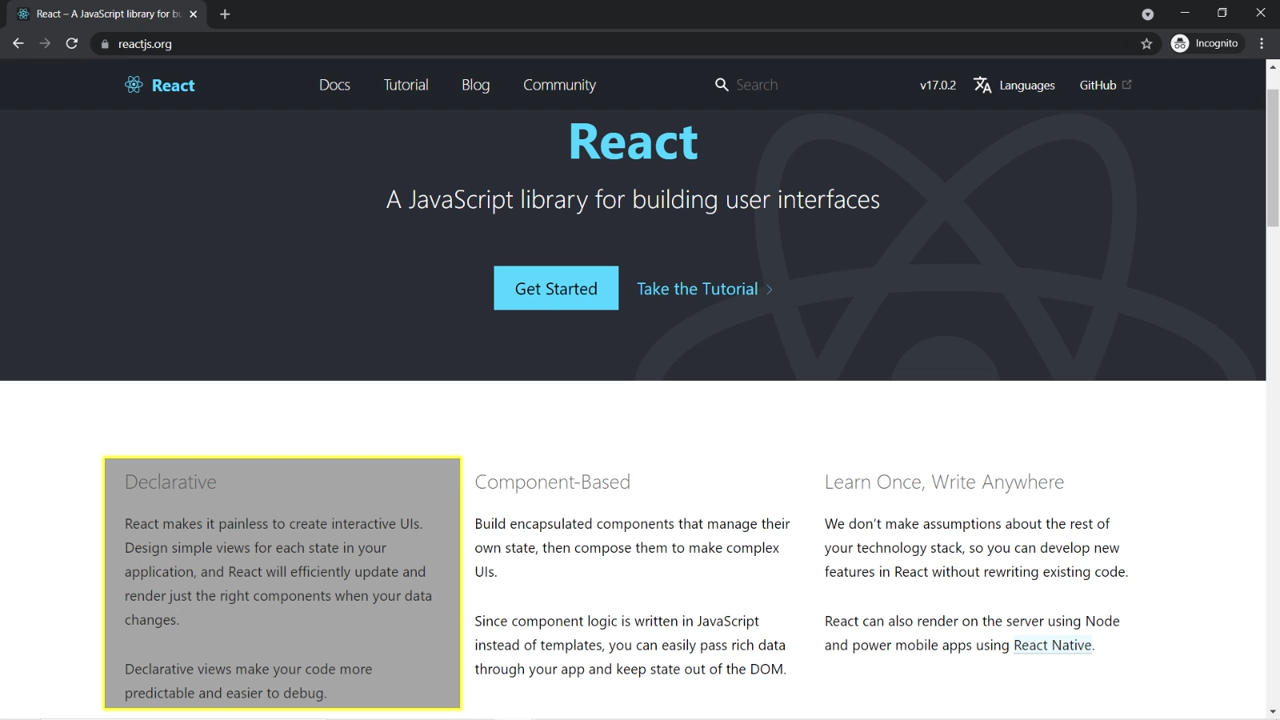 React – A JavaScript library for bu
reactjs.org
Incognito
React
Docs
Tutorial
Blog
Community
Search
v17.0.2
Languages
GitHub
React
A JavaScript library for building user interfaces
Get Started
Take the Tutorial
Declarative
React makes it painless to create interactive UIs.
Design simple views for each state in your
application, and React will efficiently update and
render just the right components when your data
changes.
Declarative views make your code more
predictable and easier to debug.
Component-Based
Build encapsulated components that manage their
own state, then compose them to make complex
UIs.
Since component logic is written in JavaScript
instead of templates, you can easily pass rich data
through your app and keep state out of the DOM.
Learn Once, Write Anywhere
We don’t make assumptions about the rest of
your technology stack, so you can develop new
features in React without rewriting existing code.
React can also render on the server using Node
and power mobile apps using React Native.